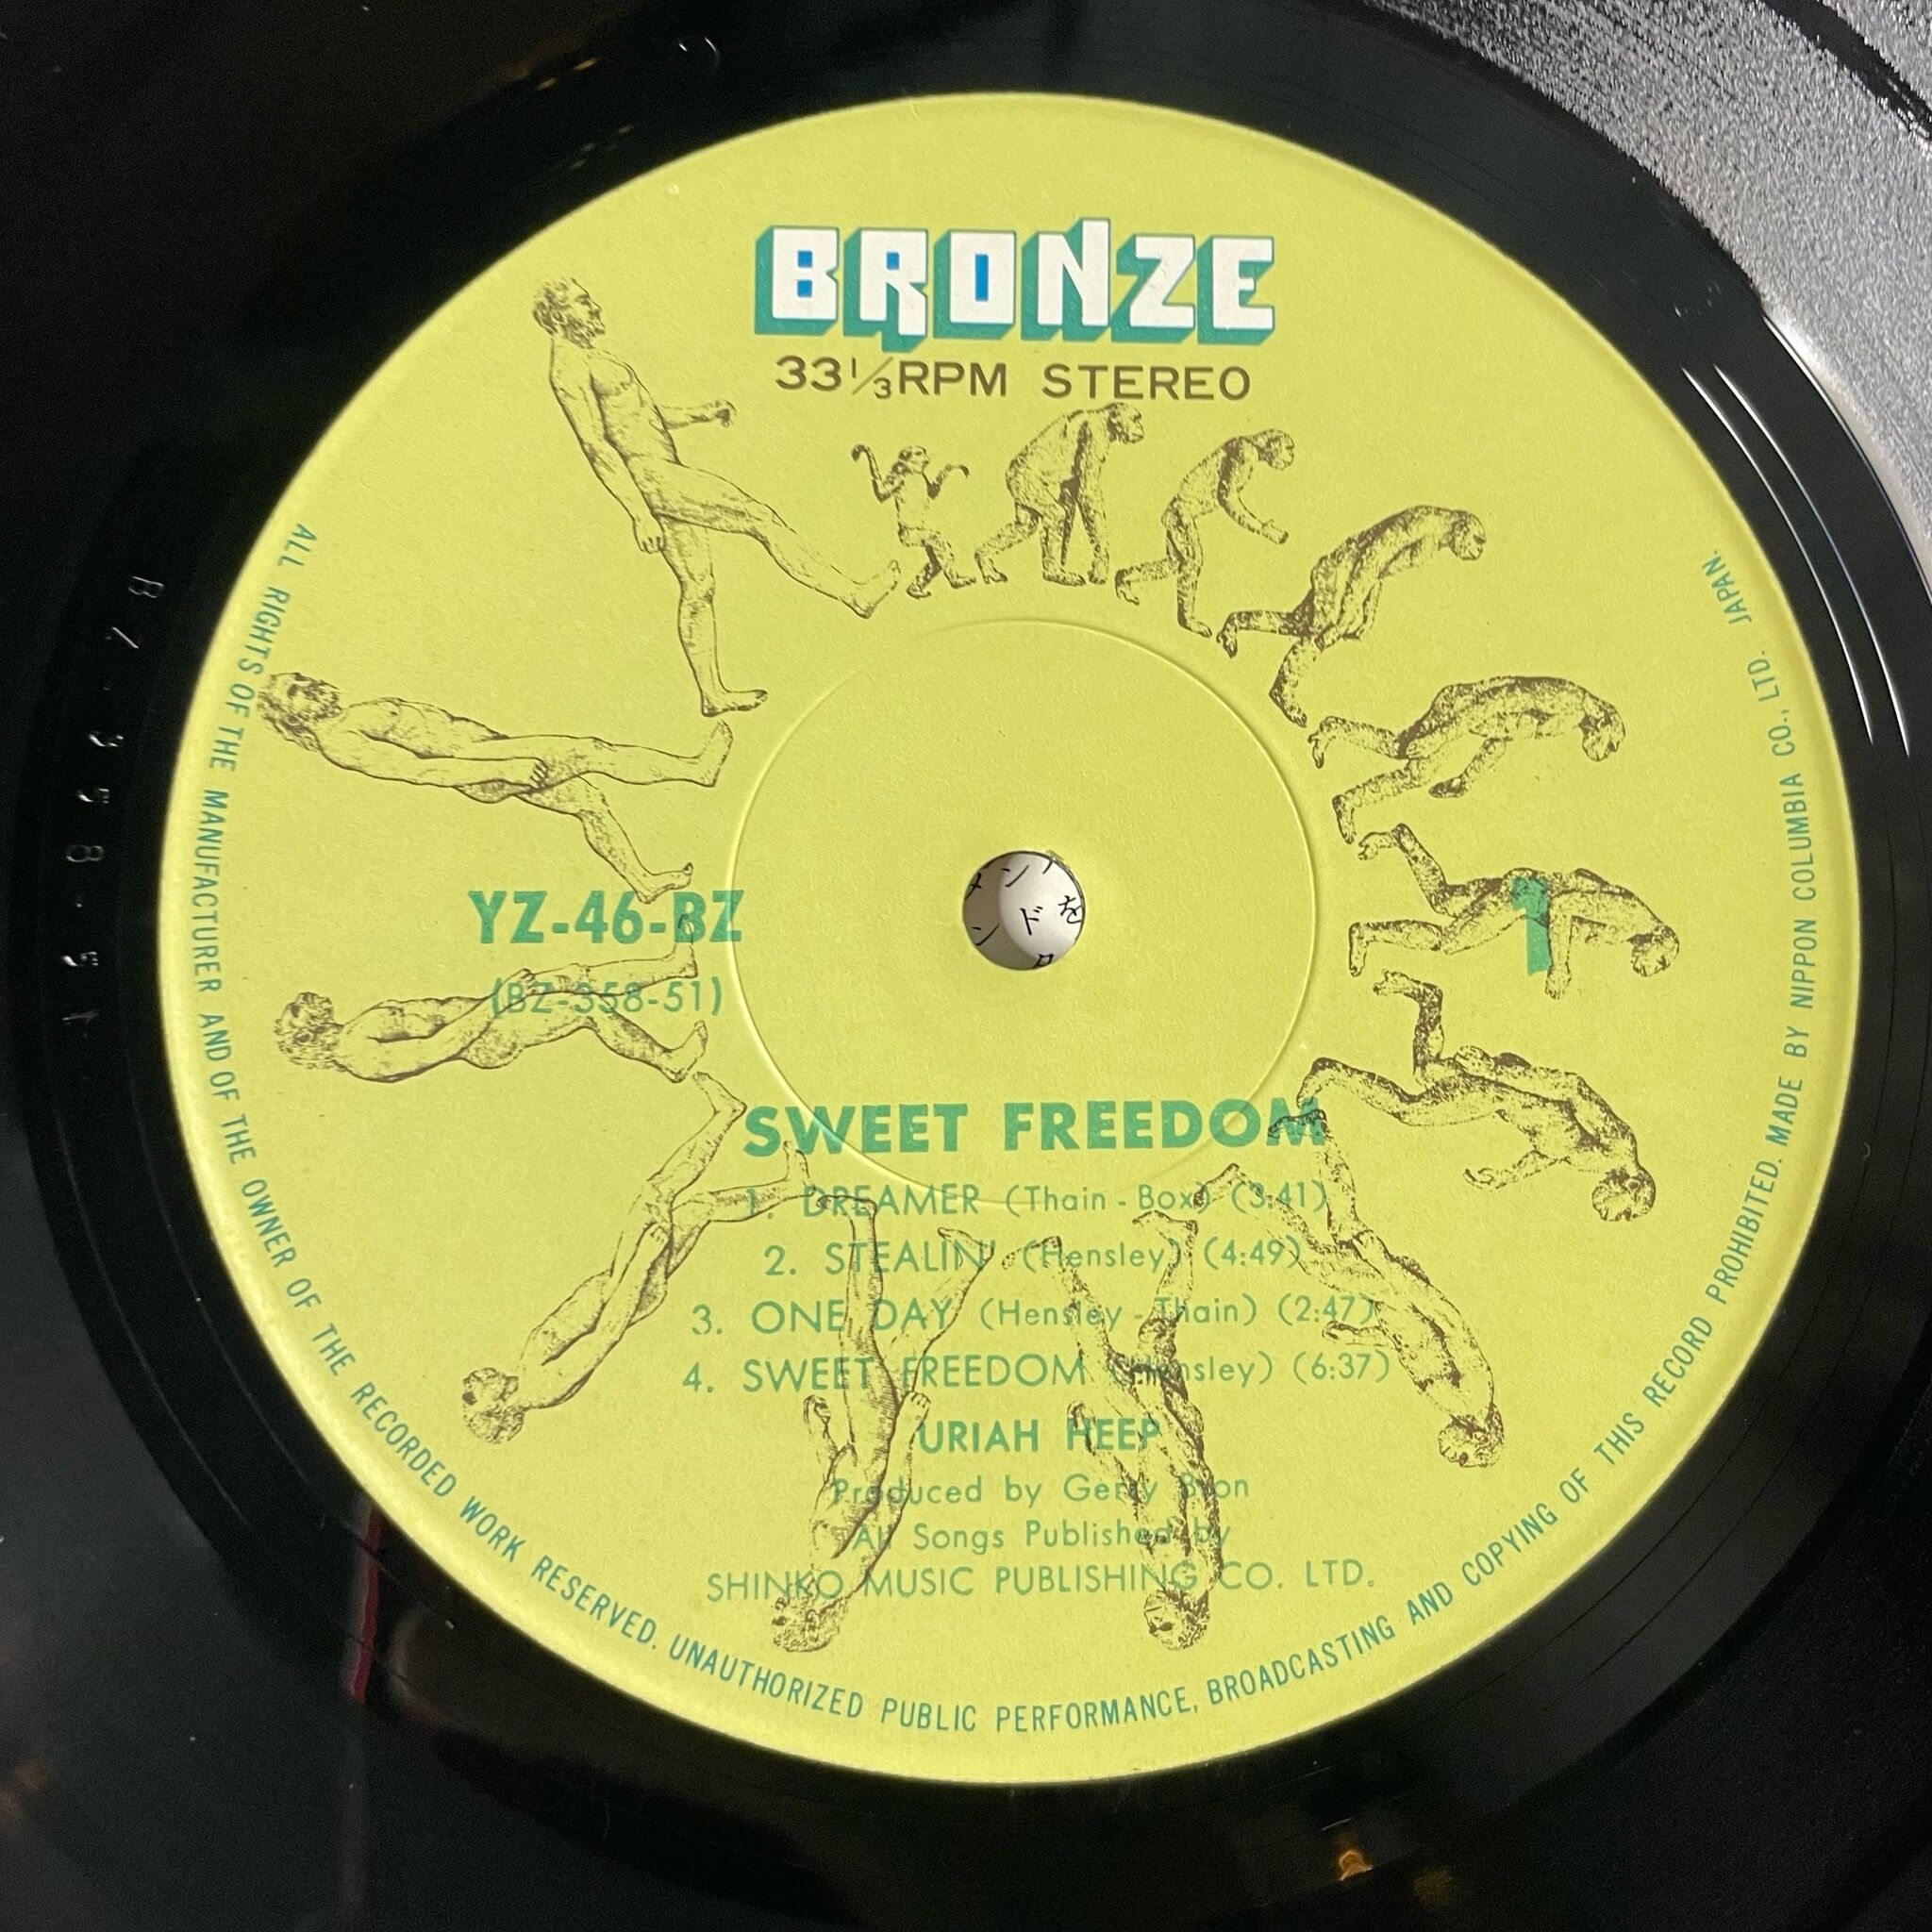 BRONZE
33 1/3 RPM STEREO
YZ-46-BZ
1
(BZ-358-51)
SWEET FREEDOM
1. DREAMER (Thain - Box) (3:41)
2. STEALIN' (Hensley) (4:49)
3. ONE DAY (Hensley - Thain) (2:47)
4. SWEET FREEDOM (Hensley) (6:37)
URIAH HEEP
Produced by Gerry Bron
All Songs Published by
SHINKO MUSIC PUBLISHING CO. LTD.
ALL RIGHTS OF THE MANUFACTURER AND OF THE OWNER OF THE RECORDED WORK RESERVED. UNAUTHORIZED PUBLIC PERFORMANCE, BROADCASTING AND COPYING OF THIS RECORD PROHIBITED. MADE BY NIPPON COLUMBIA CO., LTD. JAPAN.